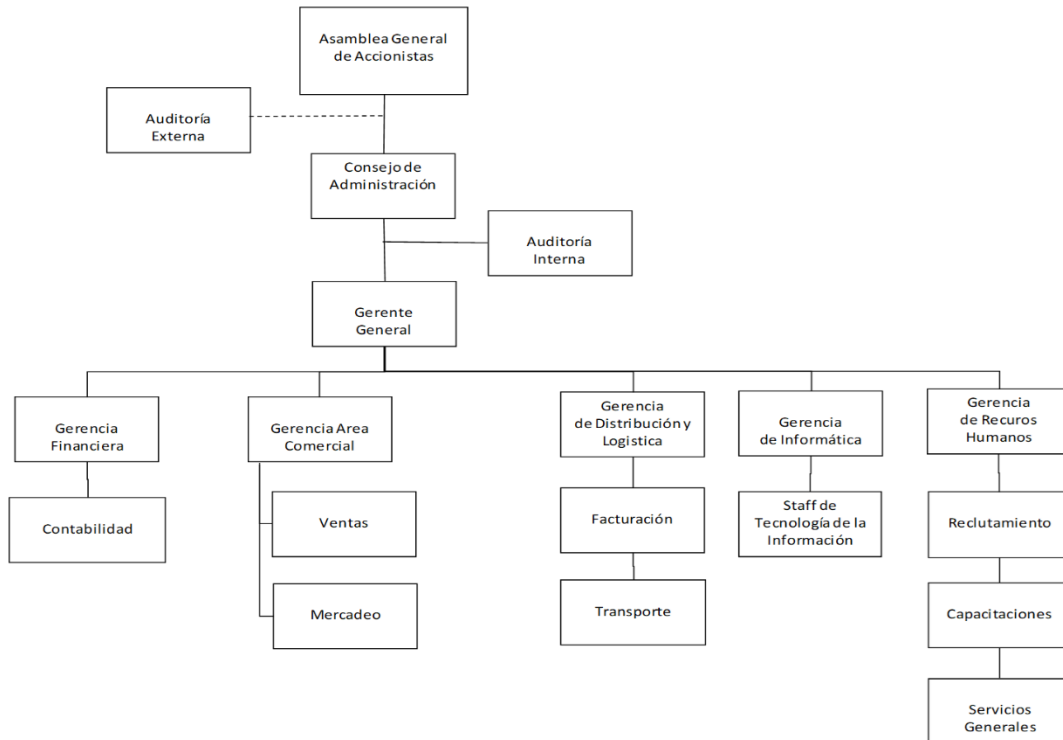 Asamblea General
de Accionistas
Auditoría
Externa
Consejo de
Administración
Auditoría
Interna
Gerente
General
Gerencia
Financiera
Gerencia Area
Comercial
Gerencia
de Distribución y
Logistica
Gerencia
de Informática
Gerencia
de Recuros
Humanos
Contabilidad
Ventas
Mercadeo
Facturación
Transporte
Staff de
Tecnología de la
Información
Reclutamiento
Capacitaciones
Servicios
Generales